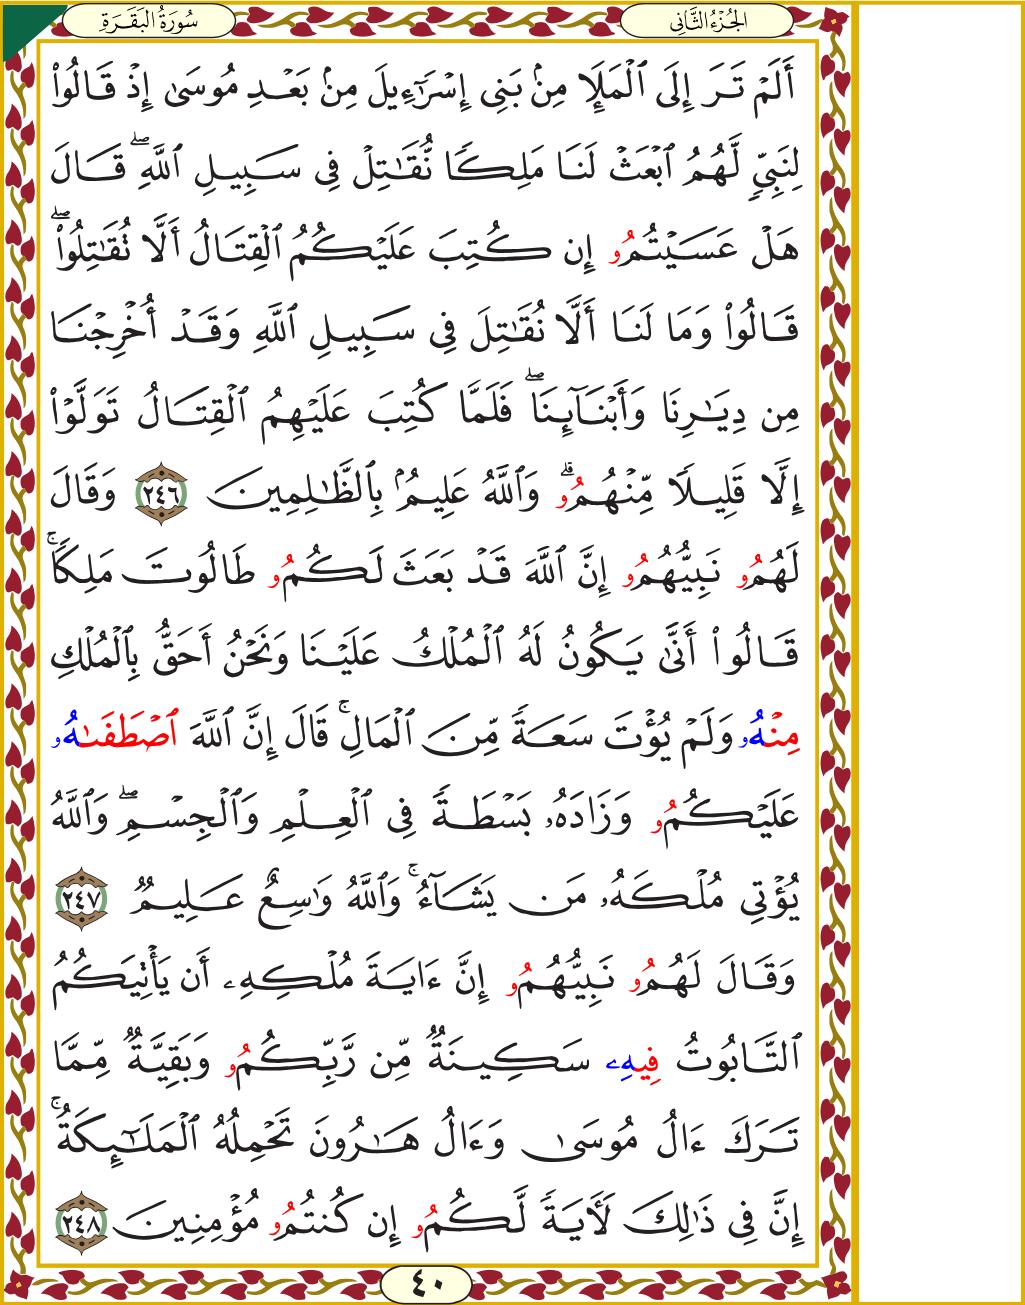 الجُزْءُ الثَّانِي
سُورَةُ البَقَرَةِ
أَلَمْ تَرَ إِلَى ٱلْمَلَإِ مِنۢ بَنِىٓ إِسْرَٰٓءِيلَ مِنۢ بَعْدِ مُوسَىٰٓ إِذْ قَالُوا۟
لِنَبِىٍّ لَّهُمُ ٱبْعَثْ لَنَا مَلِكًا نُّقَٰتِلْ فِى سَبِيلِ ٱللَّهِ ۖ قَالَ
هَلْ عَسَيْتُمُۥ إِن كُتِبَ عَلَيْكُمُ ٱلْقِتَالُ أَلَّا تُقَٰتِلُوا۟ ۖ
قَالُوا۟ وَمَا لَنَا أَلَّا نُقَٰتِلَ فِى سَبِيلِ ٱللَّهِ وَقَدْ أُخْرِجْنَا
مِن دِيَٰرِنَا وَأَبْنَآئِنَا ۖ فَلَمَّا كُتِبَ عَلَيْهِمُ ٱلْقِتَالُ تَوَلَّوْا۟
إِلَّا قَلِيلًا مِّنْهُمُۥ ۗ وَٱللَّهُ عَلِيمٌۢ بِٱلظَّٰلِمِينَ ٢٤٦ وَقَالَ
لَهُمُۥ نَبِيُّهُمُۥ إِنَّ ٱللَّهَ قَدْ بَعَثَ لَكُمُۥ طَالُوتَ مَلِكًا ۚ
قَالُوا۟ أَنَّىٰ يَكُونُ لَهُ ٱلْمُلْكُ عَلَيْنَا وَنَحْنُ أَحَقُّ بِٱلْمُلْكِ
مِنْهُۥ وَلَمْ يُؤْتَ سَعَةً مِّنَ ٱلْمَالِ ۚ قَالَ إِنَّ ٱللَّهَ ٱصْطَفَىٰهُۥ
عَلَيْكُمُۥ وَزَادَهُۥ بَسْطَةً فِى ٱلْعِلْمِ وَٱلْجِسْمِ ۖ وَٱللَّهُ
يُؤْتِى مُلْكَهُۥ مَن يَشَآءُ ۚ وَٱللَّهُ وَٰسِعٌ عَلِيمٌ ٢٤٧
وَقَالَ لَهُمُۥ نَبِيُّهُمُۥ إِنَّ ءَايَةَ مُلْكِهِۦ أَن يَأْتِيَكُمُ
ٱلتَّابُوتُ فِيهِۦ سَكِينَةٌ مِّن رَّبِّكُمُۥ وَبَقِيَّةٌ مِّمَّا
تَرَكَ ءَالُ مُوسَىٰ وَءَالُ هَٰرُونَ تَحْمِلُهُ ٱلْمَلَٰٓئِكَةُ ۚ
إِنَّ فِى ذَٰلِكَ لَءَايَةً لَّكُمُۥ إِن كُنتُمُۥ مُؤْمِنِينَ ٢٤٨
٤٠